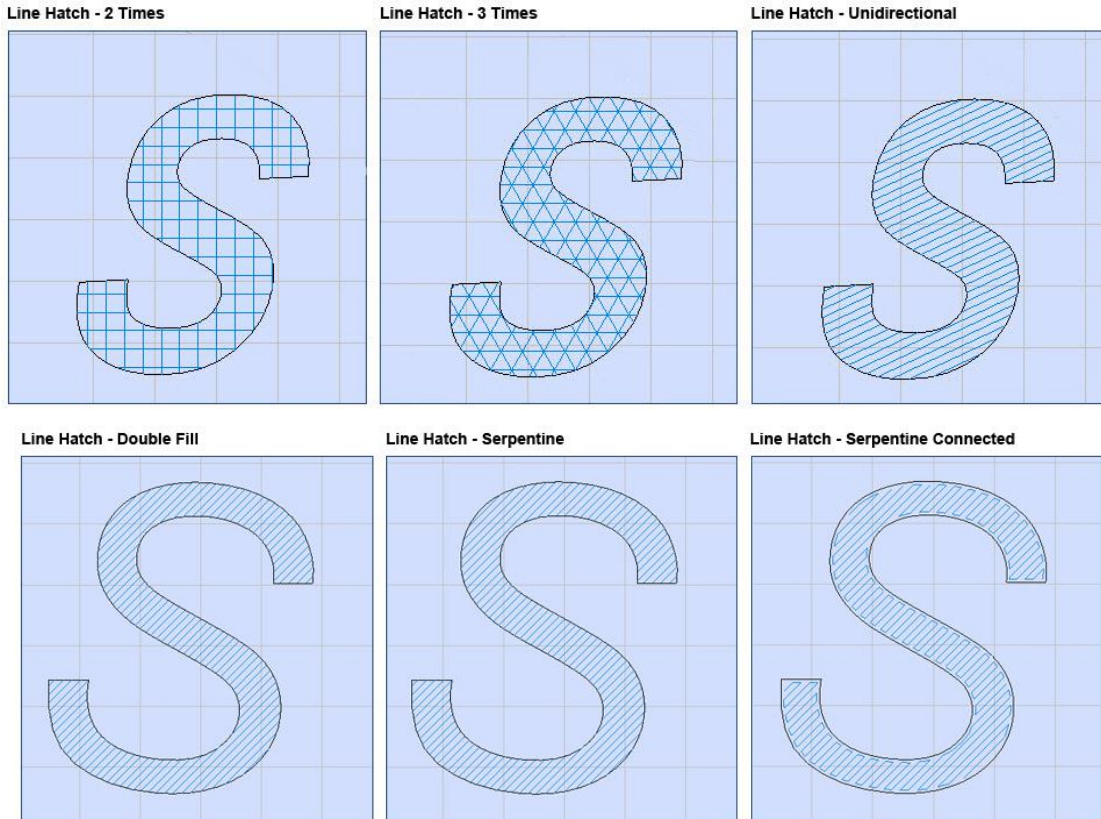 Line Hatch - 2 Times
Line Hatch - 3 Times
Line Hatch - Unidirectional
S
S
S
Line Hatch - Double Fill
Line Hatch - Serpentine
Line Hatch - Serpentine Connected
S
S
S